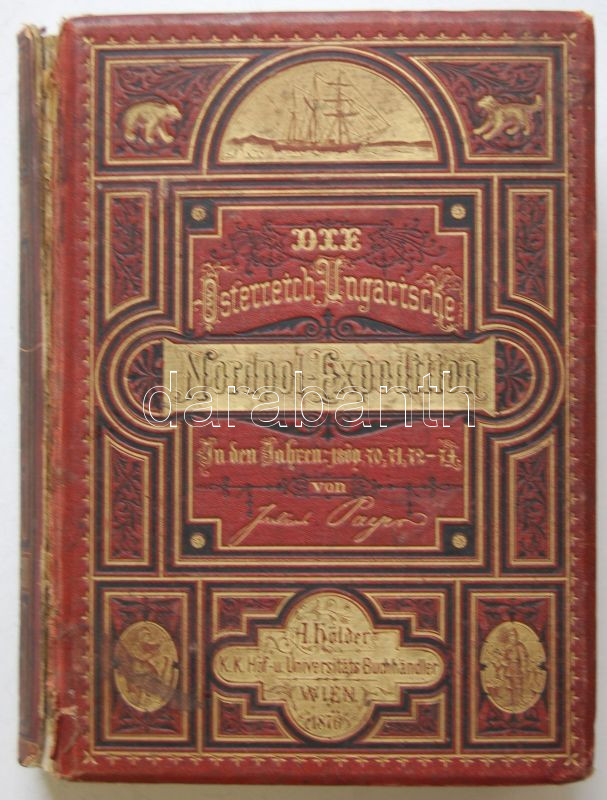 DIE
Österreich-Ungarische
Nordpol-Expedition
darabanth
In den Jahren: 1869-70, 71, 72-74.
von
Julius Payer
A. Hölder
K. K. Hof- u. Universitäts-Buchhändler
WIEN
1876